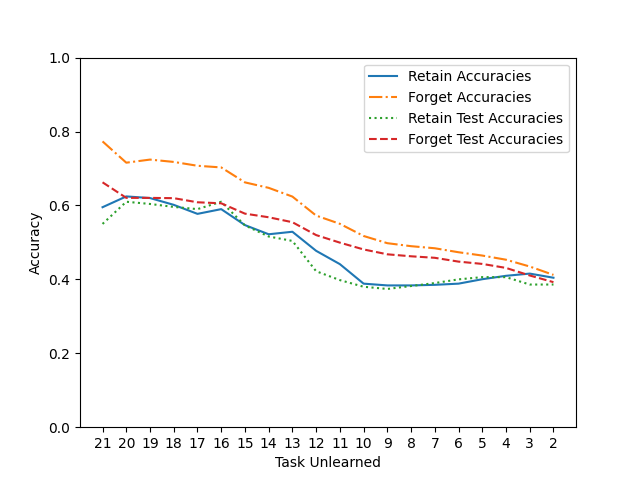 1.0
0.8
0.6
0.4
0.2
0.0
Accuracy
Retain Accuracies
Forget Accuracies
Retain Test Accuracies
Forget Test Accuracies
21 20 19 18 17 16 15 14 13 12 11 10 9 8 7 6 5 4 3 2
Task Unlearned